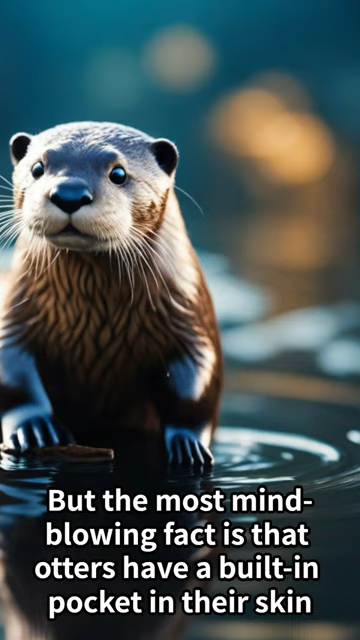 But the most mind-
blowing fact is that
otters have a built-in
pocket in their skin